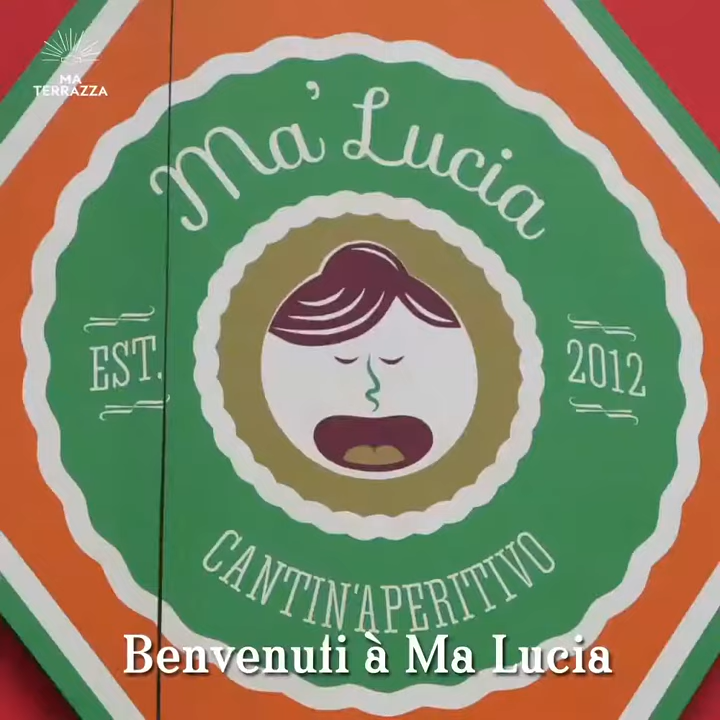 MA
TERRAZZA
Ma' Lucia
EST. 2012
CANTIN'APERITIVO
Benvenuti à Ma Lucia